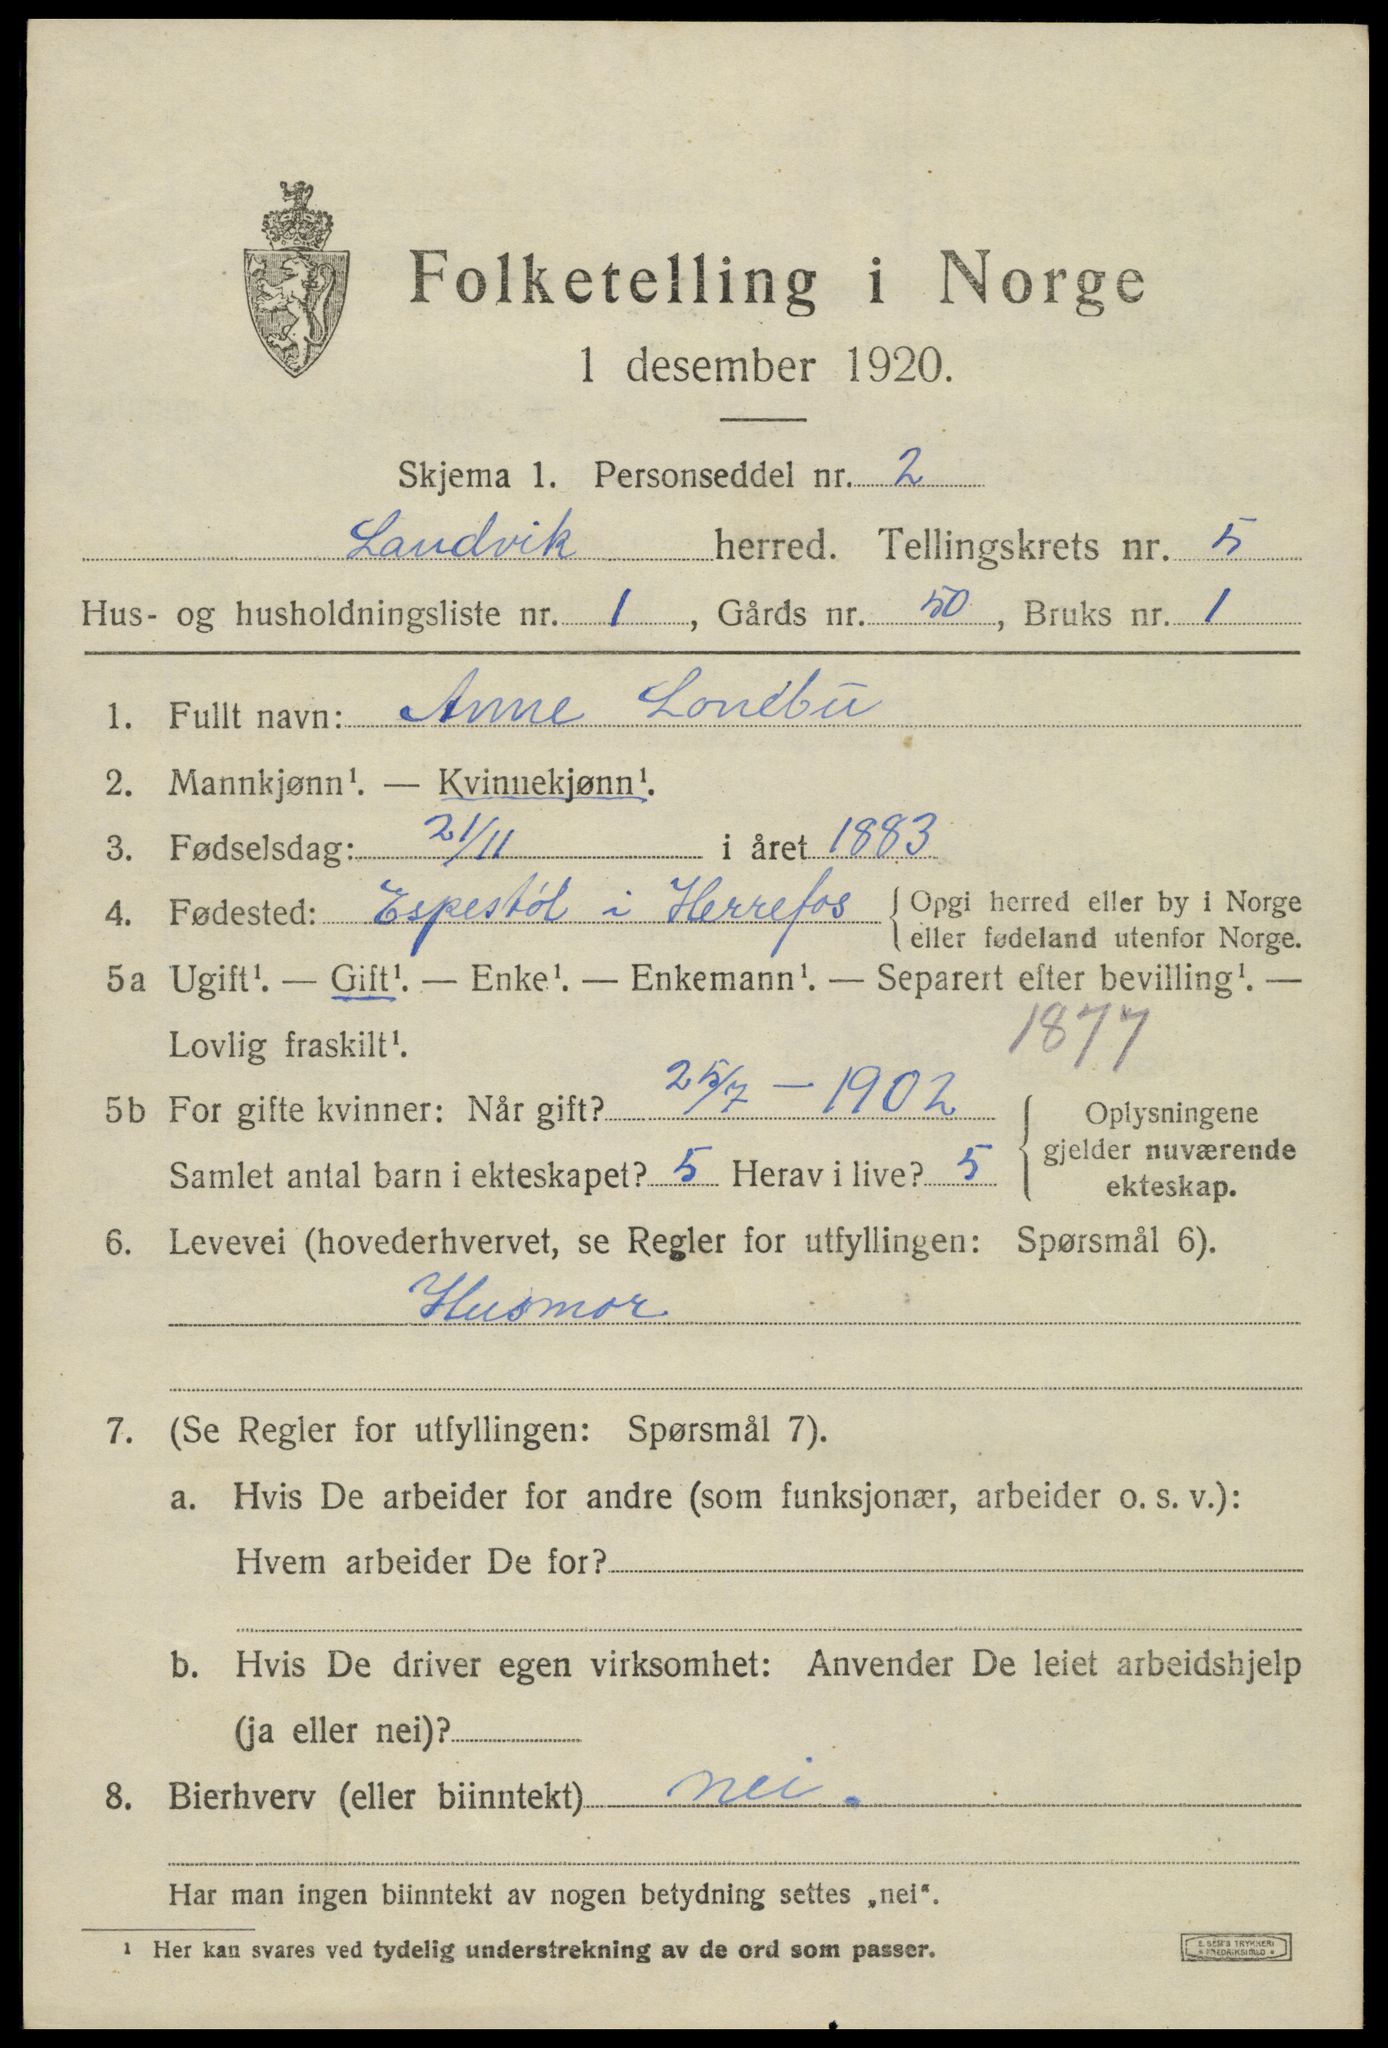 Folketelling i Norge
1 desember 1920.
Skjema 1. Personseddel nr. 2
Landvik herred. Tellingskrets nr. 5
Hus- og husholdningsliste nr. 1, Gårds nr. 50, Bruks nr. 1
1. Fullt navn: Anne Londbu
2. Mannkjønn¹. — Kvinnekjønn¹.
3. Fødselsdag: 21/11 i året 1883
4. Fødested: Espestøl i Herrefos { Opgi herred eller by i Norge
eller fødeland utenfor Norge.
5a Ugift¹. — Gift¹. — Enke¹. — Enkemann¹. — Separert efter bevilling¹. —
Lovlig fraskilt¹. 1877
5b For gifte kvinner: Når gift? 25/7 — 1902
Samlet antal barn i ekteskapet? 5 Herav i live? 5
{ Oplysningene
gjelder nuværende
ekteskap.
6. Levevei (hovederhvervet, se Regler for utfyllingen: Spørsmål 6).
Husmor
7. (Se Regler for utfyllingen: Spørsmål 7).
a. Hvis De arbeider for andre (som funksjonær, arbeider o. s. v.):
Hvem arbeider De for?
b. Hvis De driver egen virksomhet: Anvender De leiet arbeidshjelp
(ja eller nei)?
8. Bierhverv (eller biinntekt) nei.
Har man ingen biinntekt av nogen betydning settes „nei“.
¹ Her kan svares ved tydelig understrekning av de ord som passer.
E. SEM'S TRYKKERI
FREDRIKSHALD